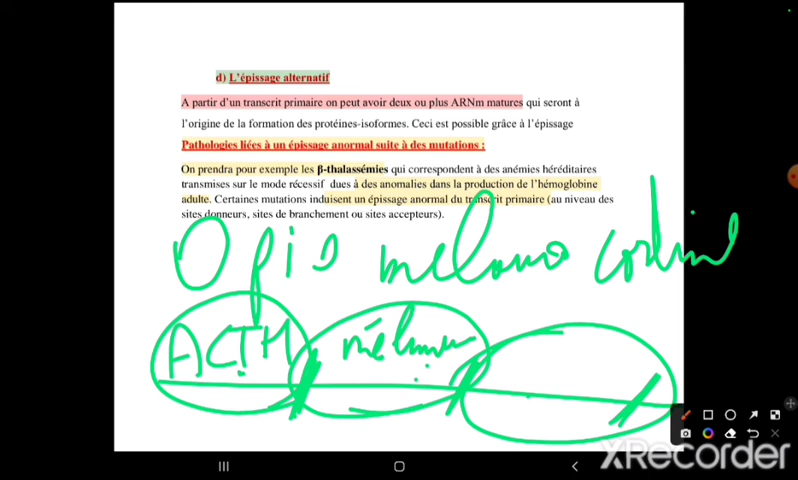 d) L'épissage alternatif
A partir d'un transcrit primaire on peut avoir deux ou plus ARNm matures qui seront à
l'origine de la formation des protéines-isoformes. Ceci est possible grâce à l'épissage
Pathologies liées à un épissage anormal suite à des mutations :
On prendra pour exemple les β-thalassémies qui correspondent à des anémies héréditaires
transmises sur le mode récessif dues à des anomalies dans la production de l'hémoglobine
adulte. Certaines mutations induisent un épissage anormal du transcrit primaire (au niveau des
sites donneurs, sites de branchement ou sites accepteurs).
ACTH
XRecorder